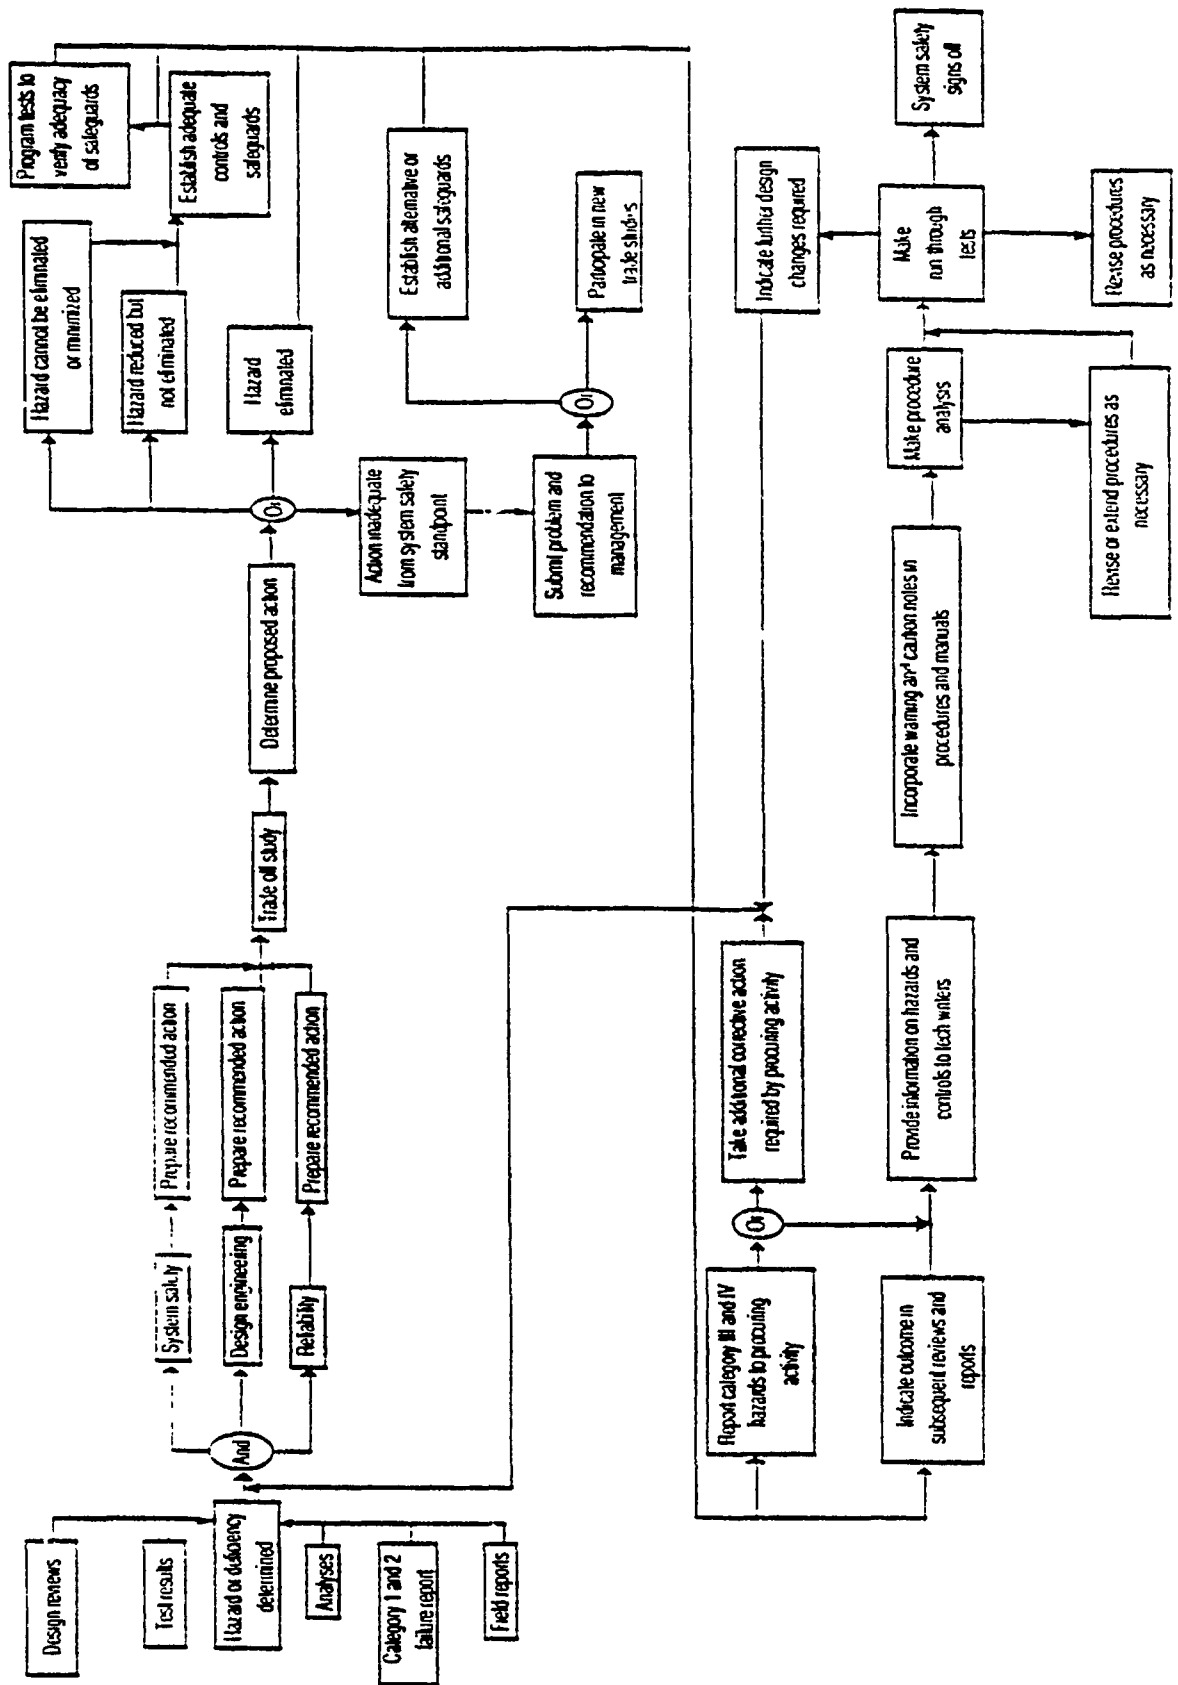 Design reviews
Test results
Hazard or deficiency
determined
Analyses
Category 1 and 2
failure report
Field reports
And
System safety
Design engineering
Reliability
Prepare recommended action
Prepare recommended action
Prepare recommended action
Trade off study
Determine proposed action
Or
Hazard cannot be eliminated
or minimized
Hazard reduced but
not eliminated
Hazard
eliminated
Program tests to
verify adequacy
of safeguards
Establish adequate
controls and
safeguards
Action inadequate
from system safety
standpoint
Submit problem and
recommendation to
management
Or
Establish alternative or
additional safeguards
Participate in new
trade studies
Report category III and IV
hazards to procuring
activity
Or
Take additional corrective action
required by procuring activity
Indicate outcome in
subsequent reviews and
reports
Provide information on hazards and
controls to tech writers
Incorporate warning and caution notes in
procedures and manuals
Make procedure
analysis
Revise or extend procedures as
necessary
Make
run through
tests
Indicate further design
changes required
Revise procedures
as necessary
System safety
signs off